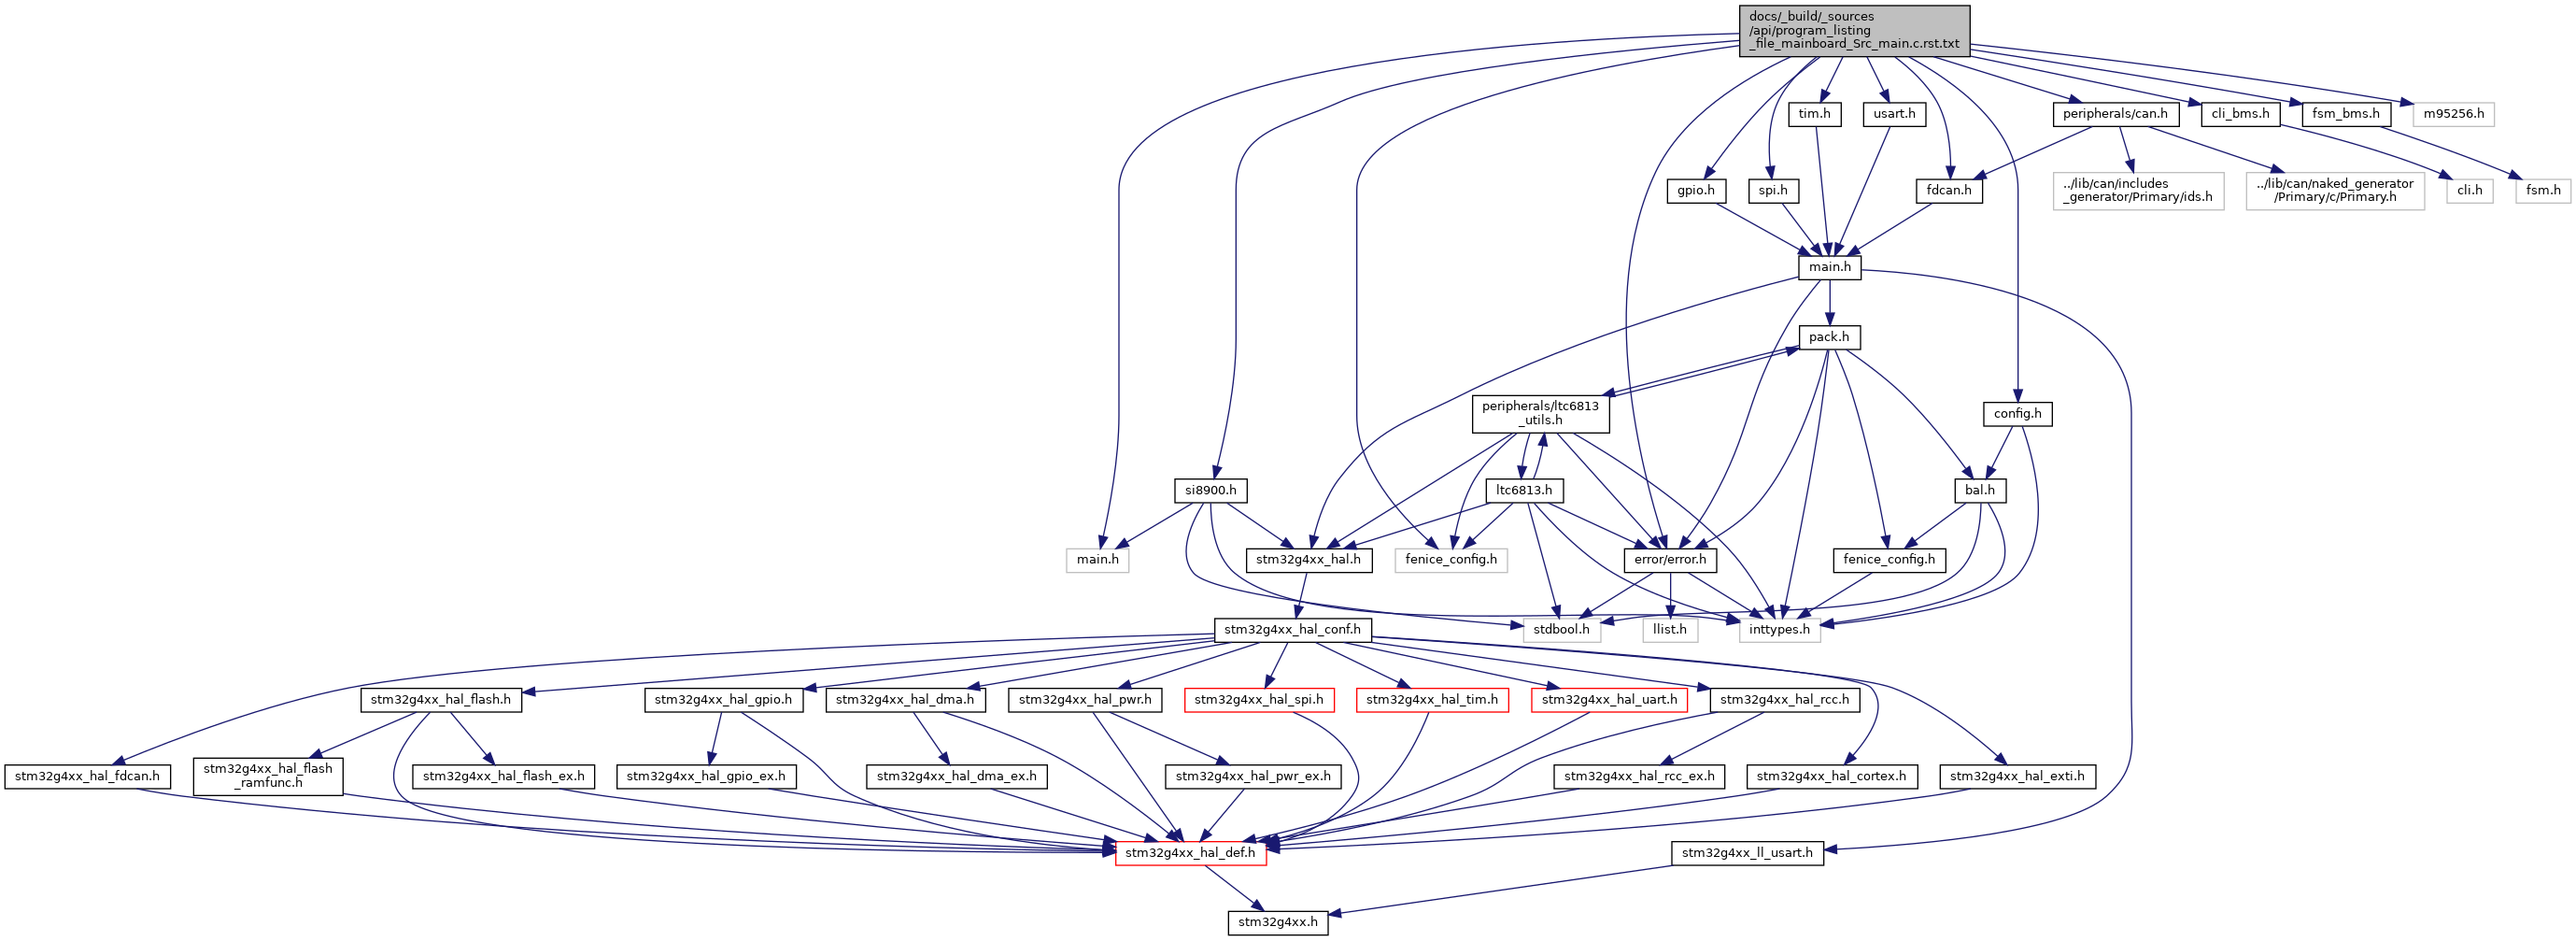 docs/_build/_sources
/api/program_listing
_file_mainboard_Src_main.c.rst.txt
tim.h
usart.h
peripherals/can.h
cli_bms.h
fsm_bms.h
m95256.h
gpio.h
spi.h
fdcan.h
../lib/can/includes
_generator/Primary/ids.h
../lib/can/naked_generator
/Primary/c/Primary.h
cli.h
fsm.h
main.h
pack.h
peripherals/ltc6813
_utils.h
config.h
si8900.h
ltc6813.h
bal.h
main.h
stm32g4xx_hal.h
fenice_config.h
error/error.h
fenice_config.h
stm32g4xx_hal_conf.h
stdbool.h
llist.h
inttypes.h
stm32g4xx_hal_flash.h
stm32g4xx_hal_gpio.h
stm32g4xx_hal_dma.h
stm32g4xx_hal_pwr.h
stm32g4xx_hal_spi.h
stm32g4xx_hal_tim.h
stm32g4xx_hal_uart.h
stm32g4xx_hal_rcc.h
stm32g4xx_hal_fdcan.h
stm32g4xx_hal_flash
_ramfunc.h
stm32g4xx_hal_flash_ex.h
stm32g4xx_hal_gpio_ex.h
stm32g4xx_hal_dma_ex.h
stm32g4xx_hal_pwr_ex.h
stm32g4xx_hal_rcc_ex.h
stm32g4xx_hal_cortex.h
stm32g4xx_hal_exti.h
stm32g4xx_hal_def.h
stm32g4xx_ll_usart.h
stm32g4xx.h